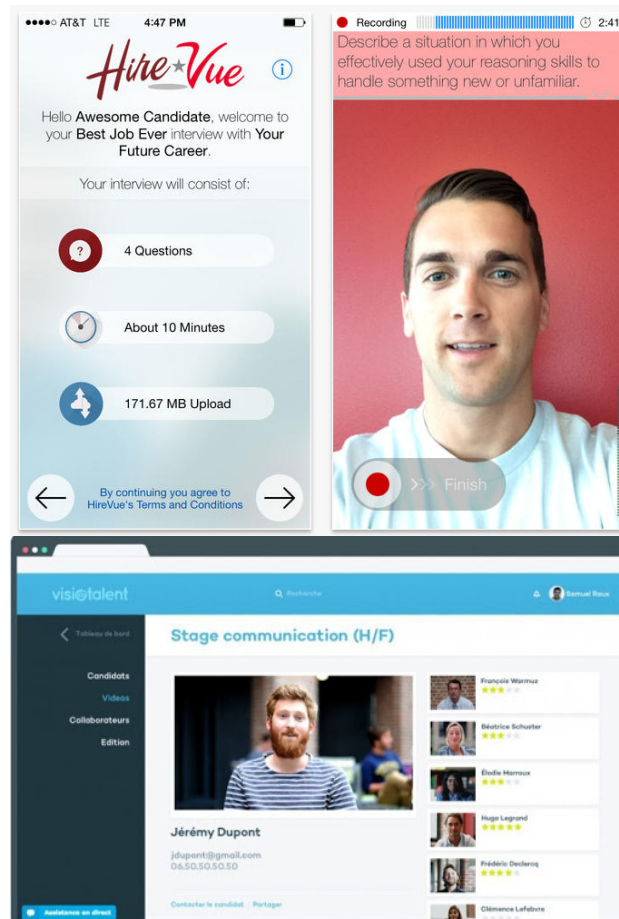 AT&T LTE 4:47 PM
Hire Vue
Hello Awesome Candidate, welcome to
your Best Job Ever interview with Your
Future Career.
Your interview will consist of:
4 Questions
About 10 Minutes
171.67 MB Upload
By continuing you agree to
HireVue's Terms and Conditions
Recording 2:41
Describe a situation in which you
effectively used your reasoning skills to
handle something new or unfamiliar.
>>> Finish
visiotalent
Recherche
Samuel Raux
Tableau de bord
Stage communication (H/F)
Candidats
Videos
Collaborateurs
Edition
Jérémy Dupont
jdupont@gmail.com
06.50.50.50.50
Contacter le candidat | Partager
François Warmuz
Béatrice Schuster
Élodie Marroux
Hugo Legrand
Frédéric Declercq
Clémence Lefebvre
Assistance en direct